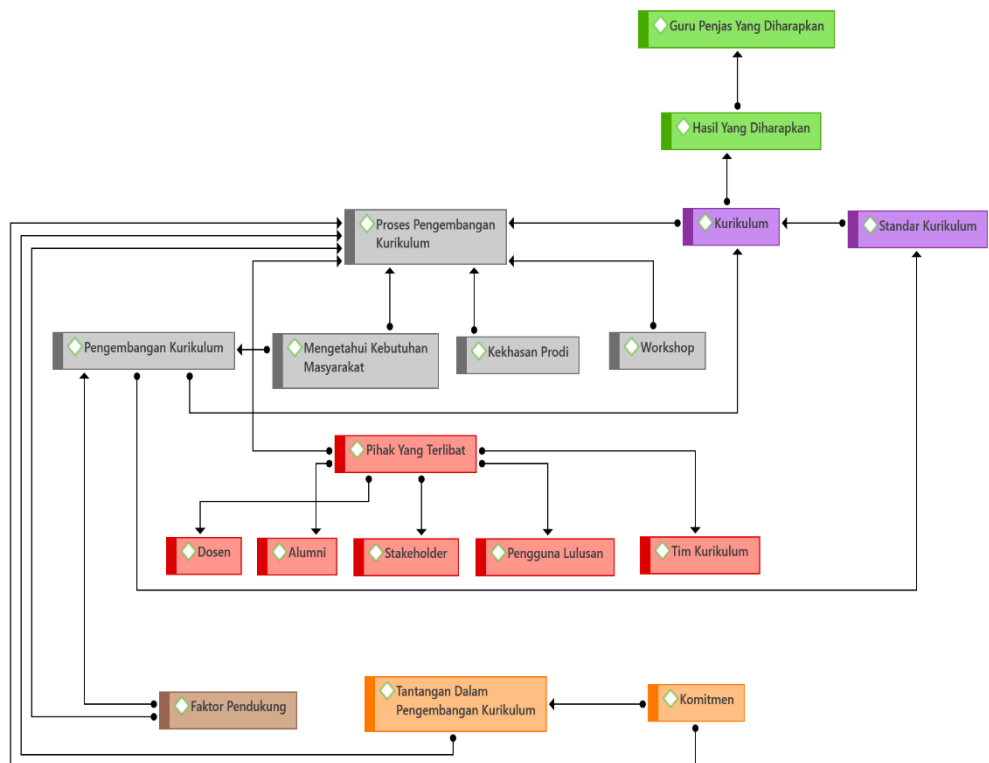 Guru Penjas Yang Diharapkan
Hasil Yang Diharapkan
Proses Pengembangan
Kurikulum
Kurikulum
Standar Kurikulum
Pengembangan Kurikulum
Mengetahui Kebutuhan
Masyarakat
Kekhasan Prodi
Workshop
Pihak Yang Terlibat
Dosen
Alumni
Stakeholder
Pengguna Lulusan
Tim Kurikulum
Faktor Pendukung
Tantangan Dalam
Pengembangan Kurikulum
Komitmen